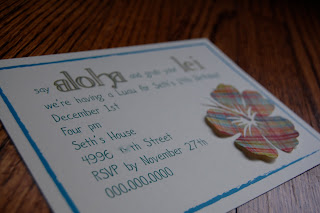 say aloha and grab your lei
we're having a Luau for Seth's Birthday!
December 1st
Four pm
Seth's House
Street
RSVP by November 27th
000.000.0000